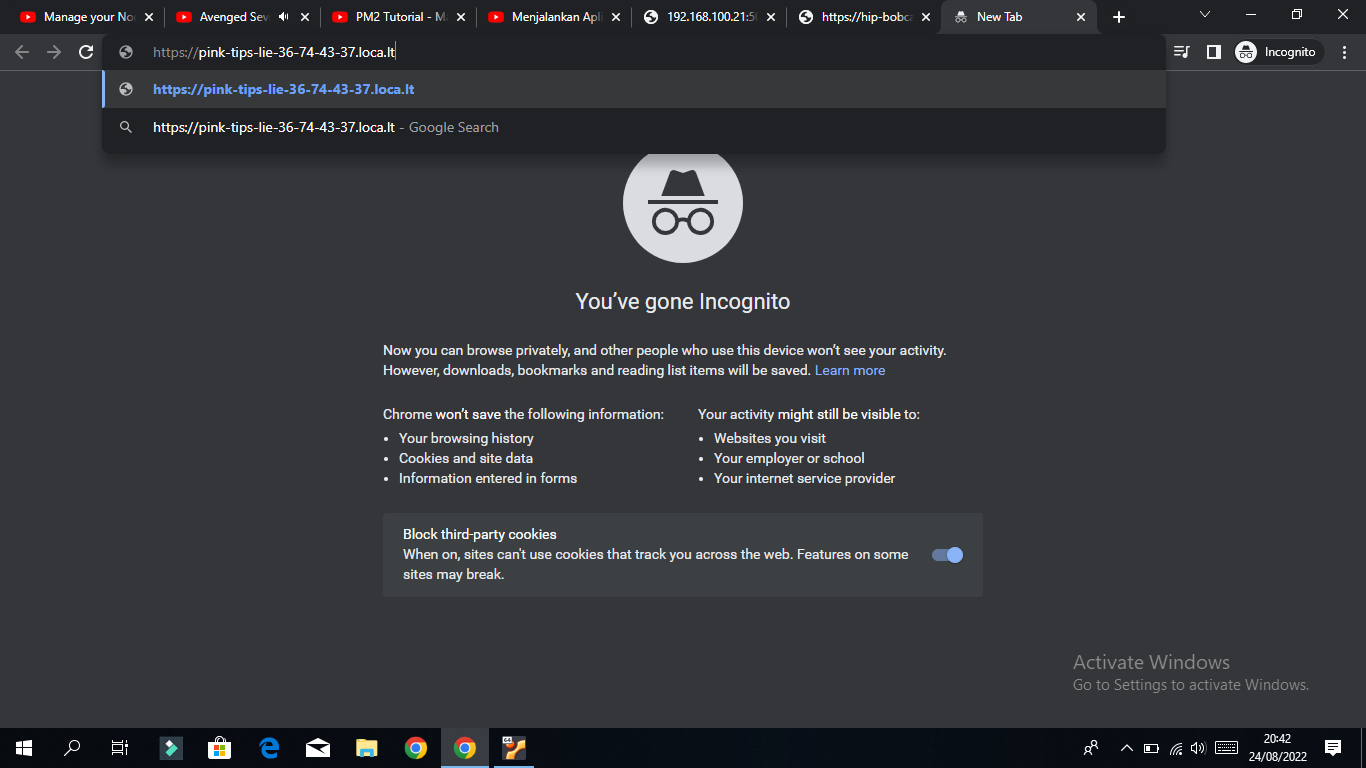 Manage your No
Avenged Sev
PM2 Tutorial - Ma
Menjalankan Apli
192.168.100.21:50
https://hip-bobca
New Tab
https://pink-tips-lie-36-74-43-37.loca.lt
Incognito
https://pink-tips-lie-36-74-43-37.loca.lt
https://pink-tips-lie-36-74-43-37.loca.lt - Google Search
You've gone Incognito
Now you can browse privately, and other people who use this device won't see your activity.
However, downloads, bookmarks and reading list items will be saved. Learn more
Chrome won't save the following information:
Your browsing history
Cookies and site data
Information entered in forms
Your activity might still be visible to:
Websites you visit
Your employer or school
Your internet service provider
Block third-party cookies
When on, sites can't use cookies that track you across the web. Features on some
sites may break.
Activate Windows
Go to Settings to activate Windows.
64
20:42
24/08/2022